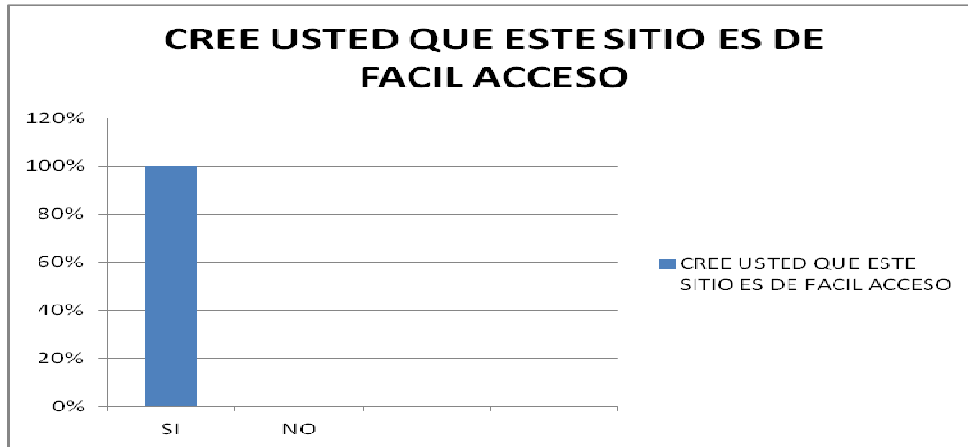 CREE USTED QUE ESTE SITIO ES DE
FACIL ACCESO
120%
100%
80%
60%
40%
20%
0%
SI
NO
CREE USTED QUE ESTE
SITIO ES DE FACIL ACCESO